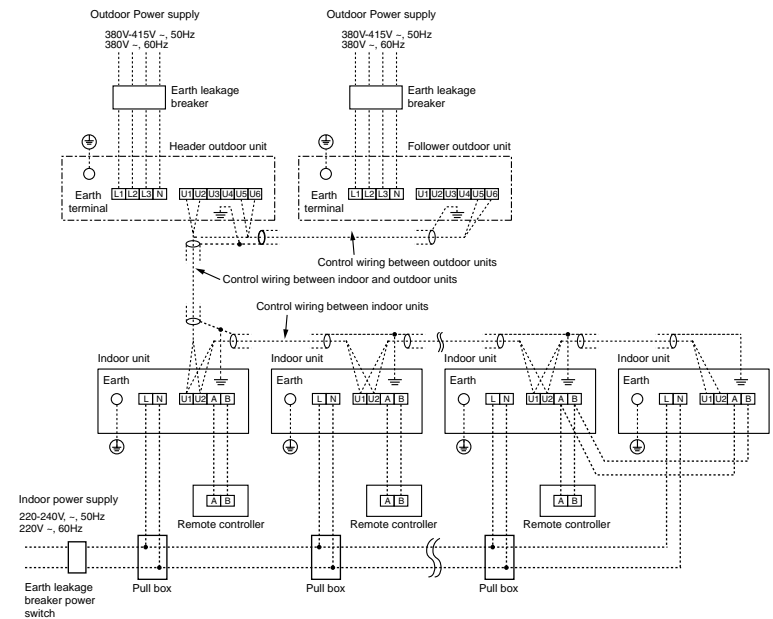 Outdoor Power supply
380V-415V ~, 50Hz
380V ~, 60Hz
Earth leakage
breaker
Header outdoor unit
Earth
terminal
L1 L2 L3 N
U1 U2 U3 U4 U5 U6
Outdoor Power supply
380V-415V ~, 50Hz
380V ~, 60Hz
Earth leakage
breaker
Follower outdoor unit
Earth
terminal
L1 L2 L3 N
U1 U2 U3 U4 U5 U6
Control wiring between outdoor units
Control wiring between indoor and outdoor units
Control wiring between indoor units
Indoor unit
Earth
L N
U1 U2 A B
A B
Remote controller
Indoor unit
Earth
L N
U1 U2 A B
A B
Remote controller
Indoor unit
Earth
L N
U1 U2 A B
A B
Remote controller
Indoor unit
Earth
L N
U1 U2 A B
Indoor power supply
220-240V, ~, 50Hz
220V ~, 60Hz
Earth leakage
breaker power
switch
Pull box
Pull box
Pull box